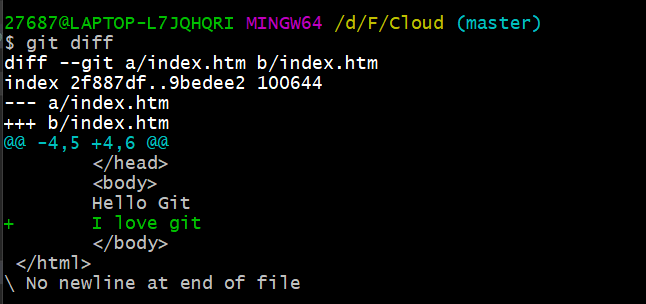 27687@LAPTOP-L7JQHQRI MINGW64 /d/F/Cloud (master)
$ git diff
diff --git a/index.htm b/index.htm
index 2f887df..9bedee2 100644
--- a/index.htm
+++ b/index.htm
@@ -4,5 +4,6 @@
        </head>
        <body>
        Hello Git
+       I love git
        </body>
 </html>
\ No newline at end of file